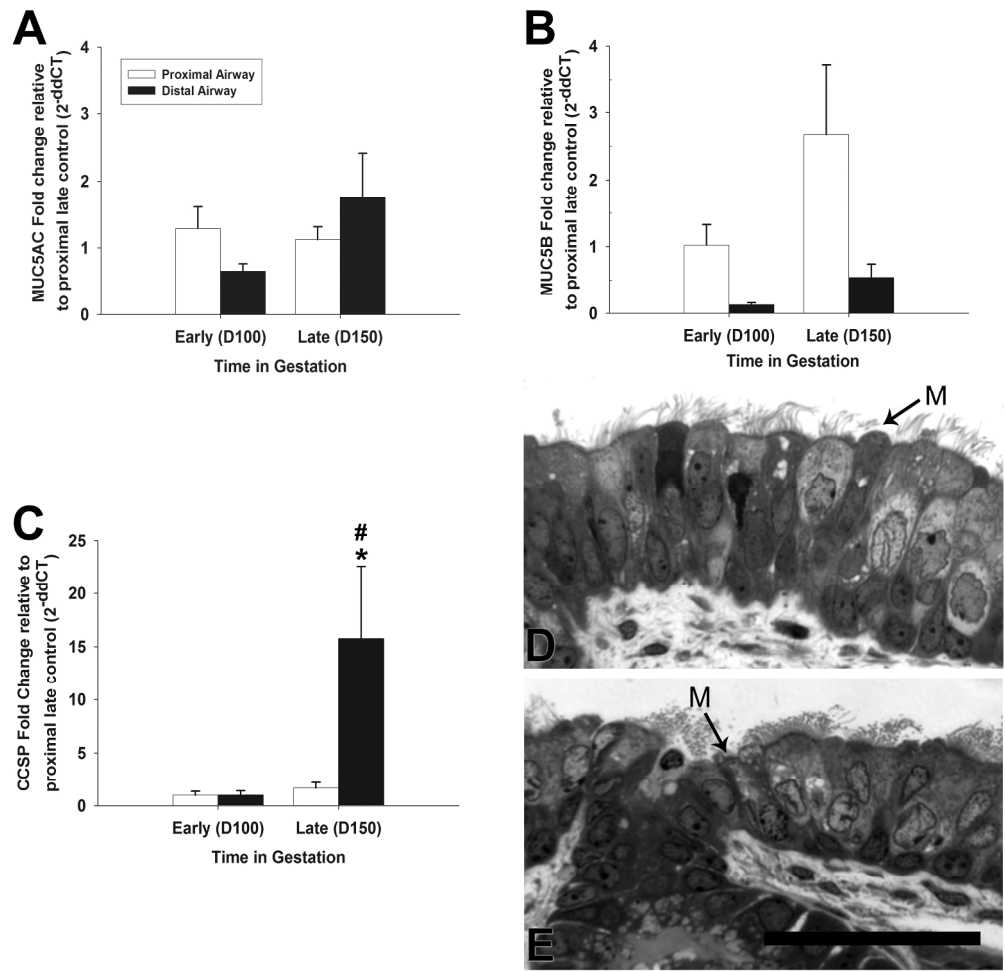 A
MUC5AC Fold change relative
to proximal late control (2-ddCT)
4
3
2
1
0
Proximal Airway
Distal Airway
Early (D100)
Late (D150)
Time in Gestation
B
MUC5B Fold change relative
to proximal late control (2-ddCT)
4
3
2
1
0
Early (D100)
Late (D150)
Time in Gestation
M
D
C
CCSP Fold Change relative to
proximal late control (2-ddCT)
25
20
15
10
5
0
#
*
Early (D100)
Late (D150)
Time in Gestation
M
E